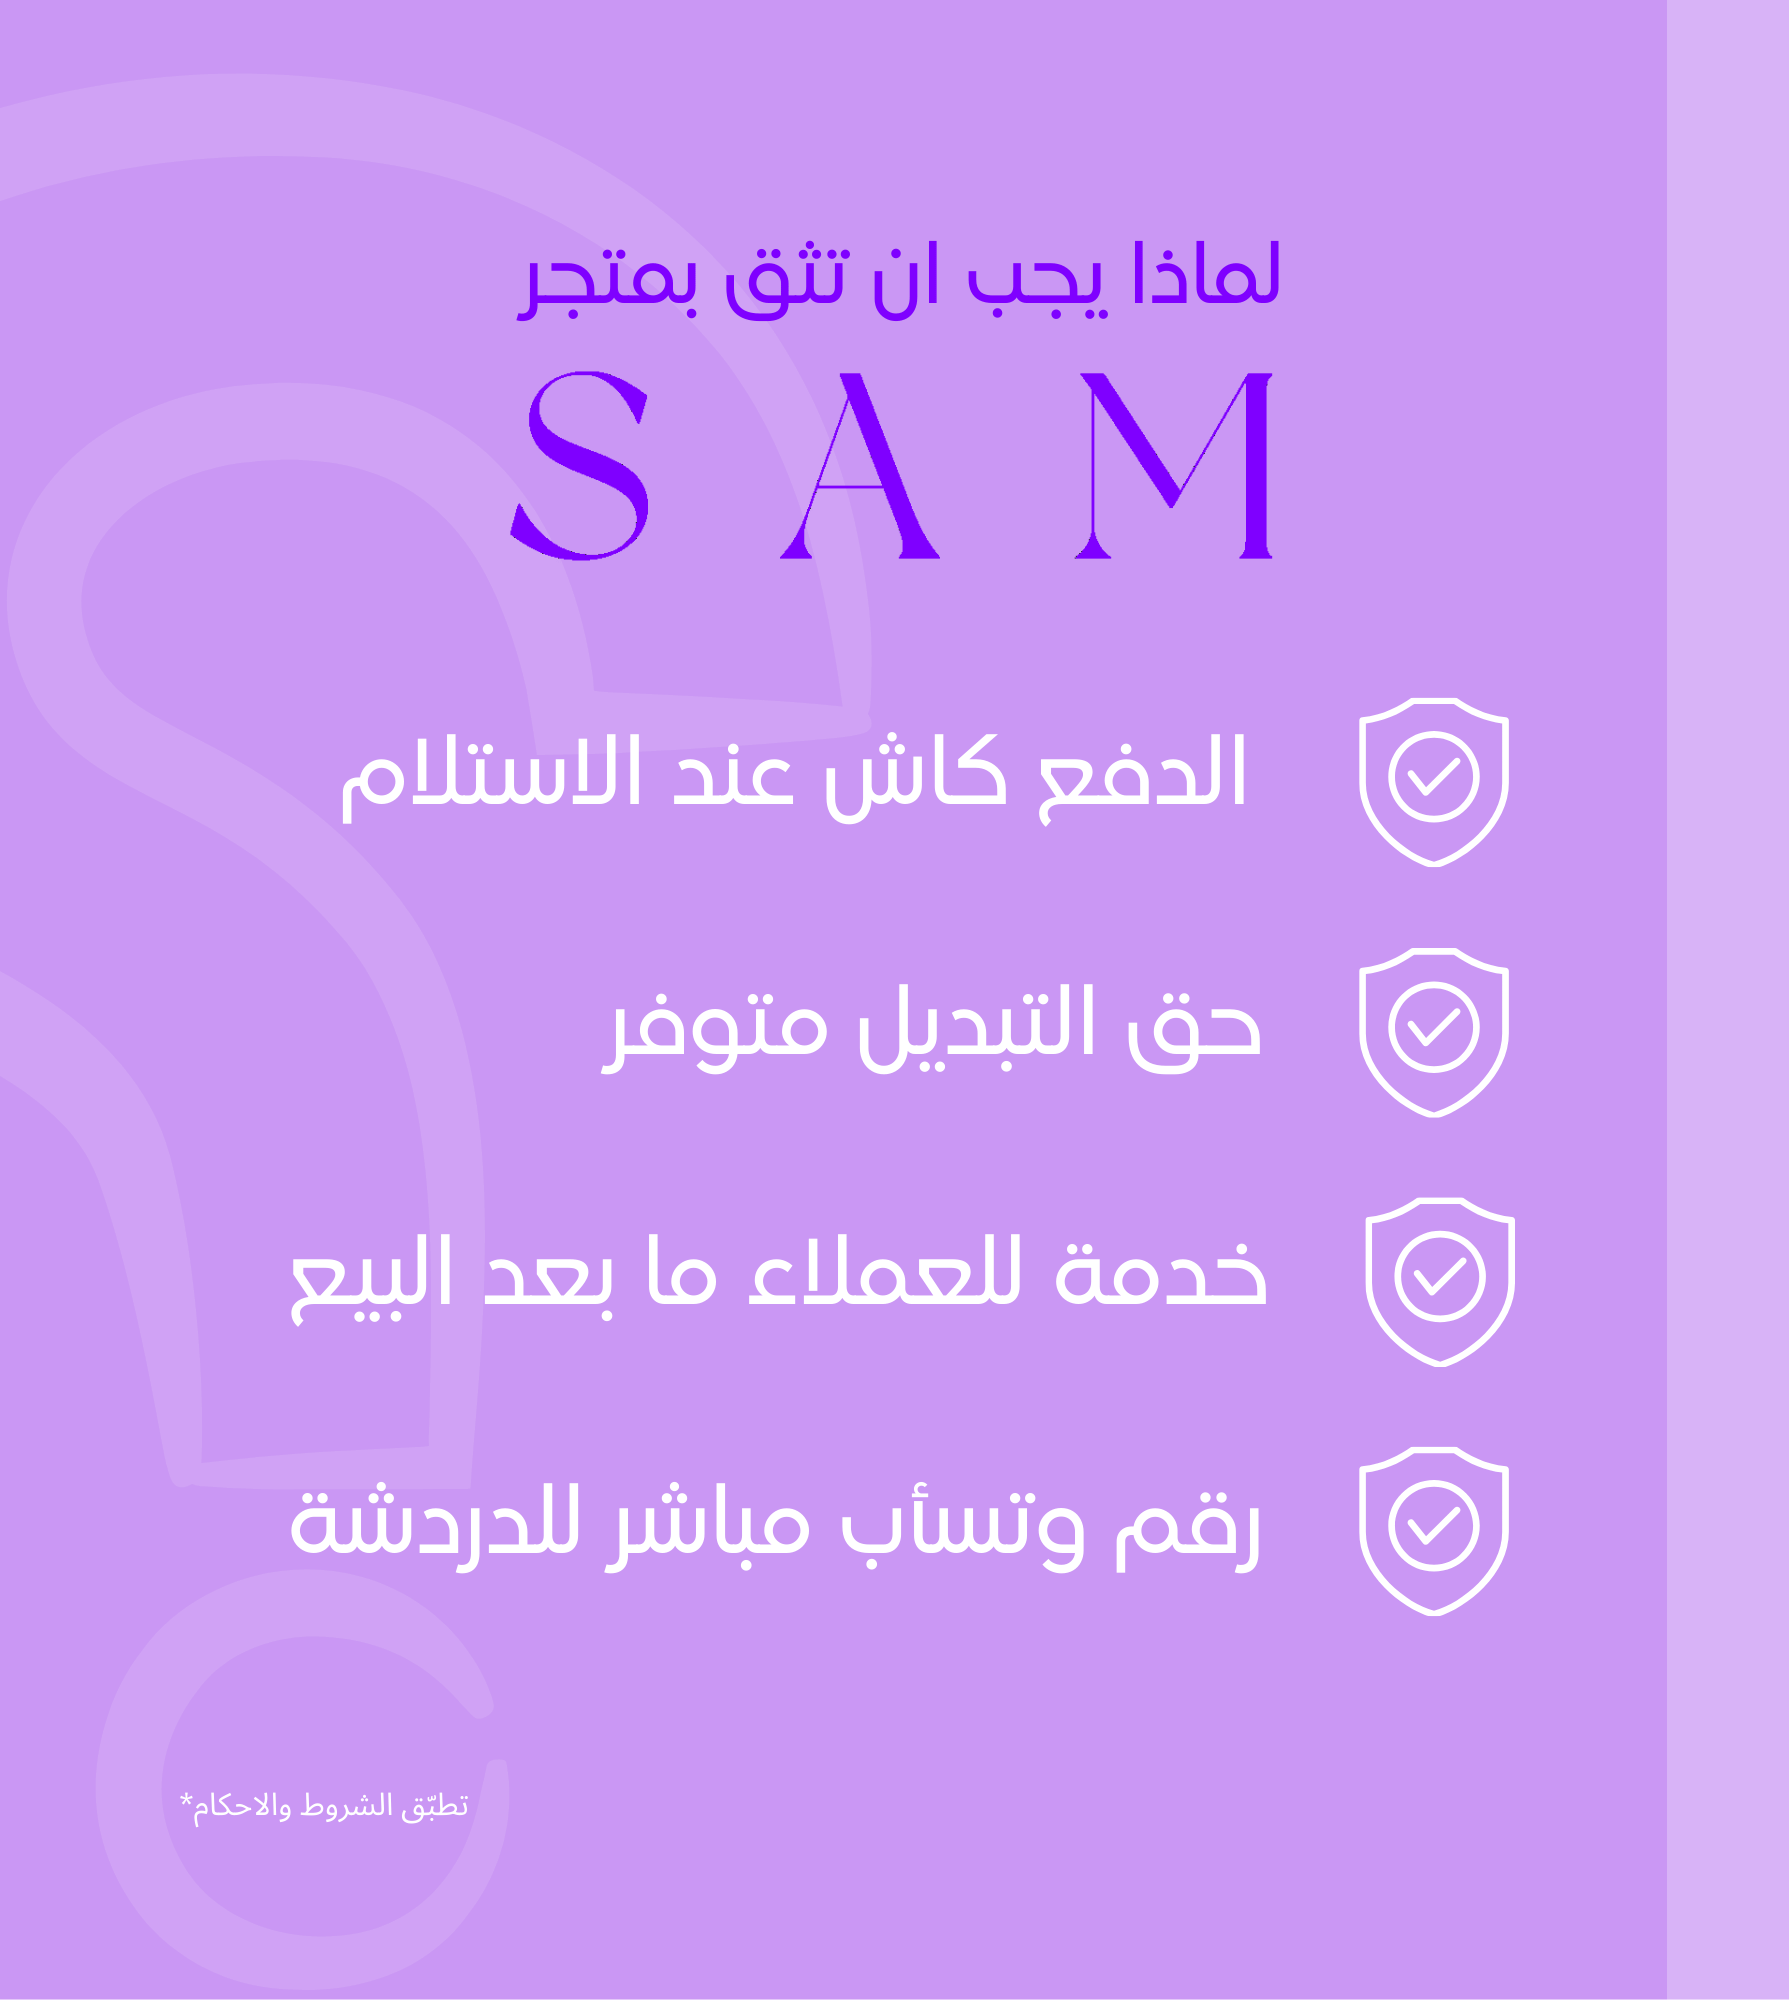 لماذا يجب ان تثق بمتجر
SAM
الدفع كاش عند الاستلام
حق التبديل متوفر
خدمة للعملاء ما بعد البيع
رقم وتسأب مباشر للدردشة
تطبّق الشروط والاحكام*